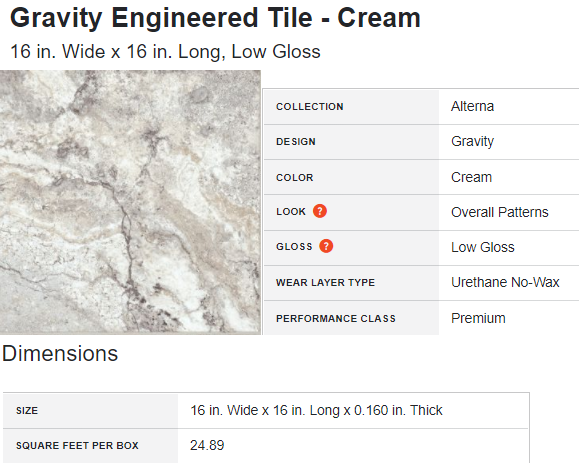 Gravity Engineered Tile - Cream
16 in. Wide x 16 in. Long, Low Gloss
COLLECTION Alterna
DESIGN Gravity
COLOR Cream
LOOK ? Overall Patterns
GLOSS ? Low Gloss
WEAR LAYER TYPE Urethane No-Wax
PERFORMANCE CLASS Premium
Dimensions
SIZE 16 in. Wide x 16 in. Long x 0.160 in. Thick
SQUARE FEET PER BOX 24.89